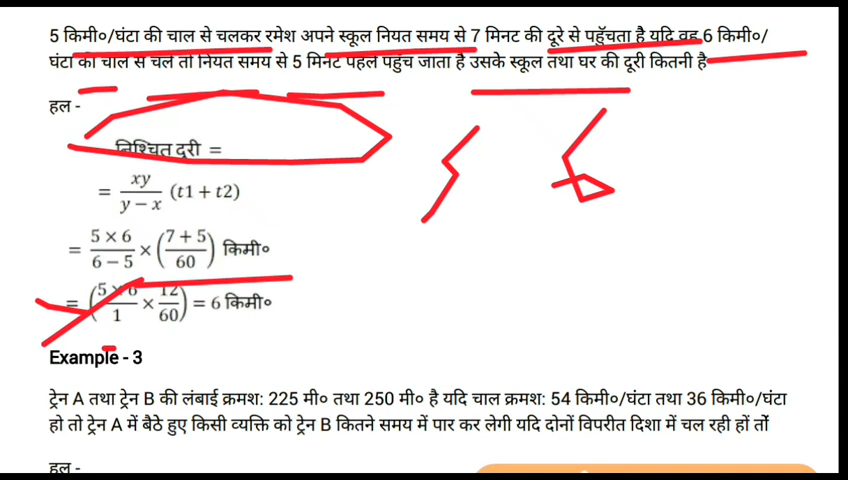 5 किमी०/घंटा की चाल से चलकर रमेश अपने स्कूल नियत समय से 7 मिनट की दूरे से पहुॅचता है यदि वह 6 किमी०/
घंटा की चाल से चले तो नियत समय से 5 मिनट पहले पहुंच जाता है उसके स्कूल तथा घर की दूरी कितनी है
हल -
निश्चित दूरी =
= xy / y − x (t1 + t2)
= 5 × 6 / 6 − 5 × (7 + 5 / 60) किमी०
= (5 × 6 / 1 × 12 / 60) = 6 किमी०
Example - 3
ट्रेन A तथा ट्रेन B की लंबाई क्रमश: 225 मी० तथा 250 मी० है यदि चाल क्रमश: 54 किमी०/घंटा तथा 36 किमी०/घंटा
हो तो ट्रेन A में बैठे हुए किसी व्यक्ति को ट्रेन B कितने समय में पार कर लेगी यदि दोनों विपरीत दिशा में चल रही हों तों
हल -